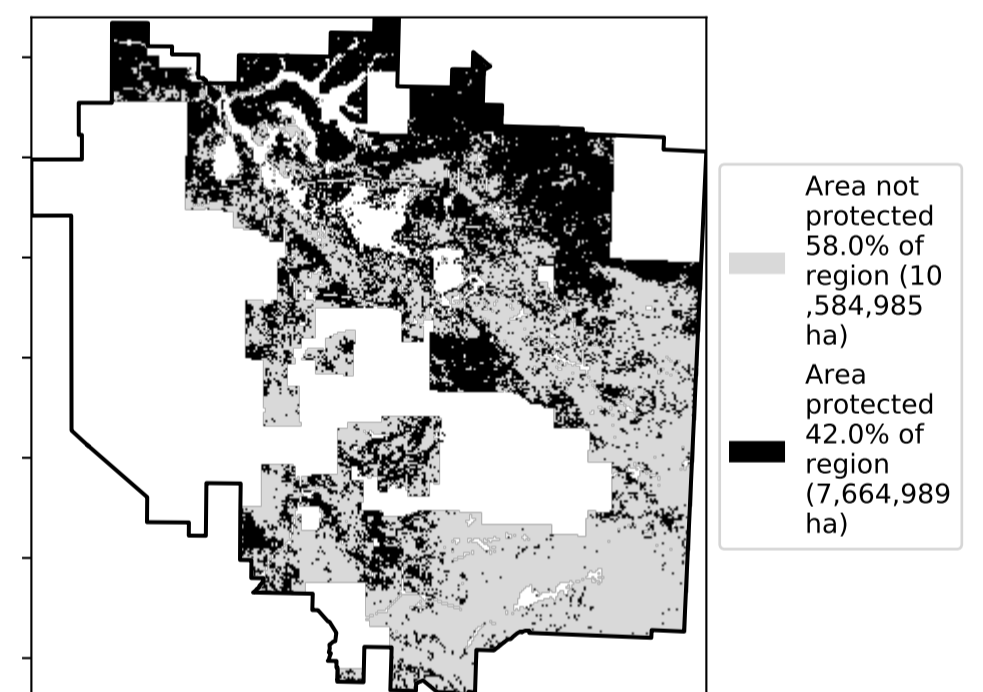 Area not
protected
58.0% of
region (10
,584,985
ha)
Area
protected
42.0% of
region
(7,664,989
ha)